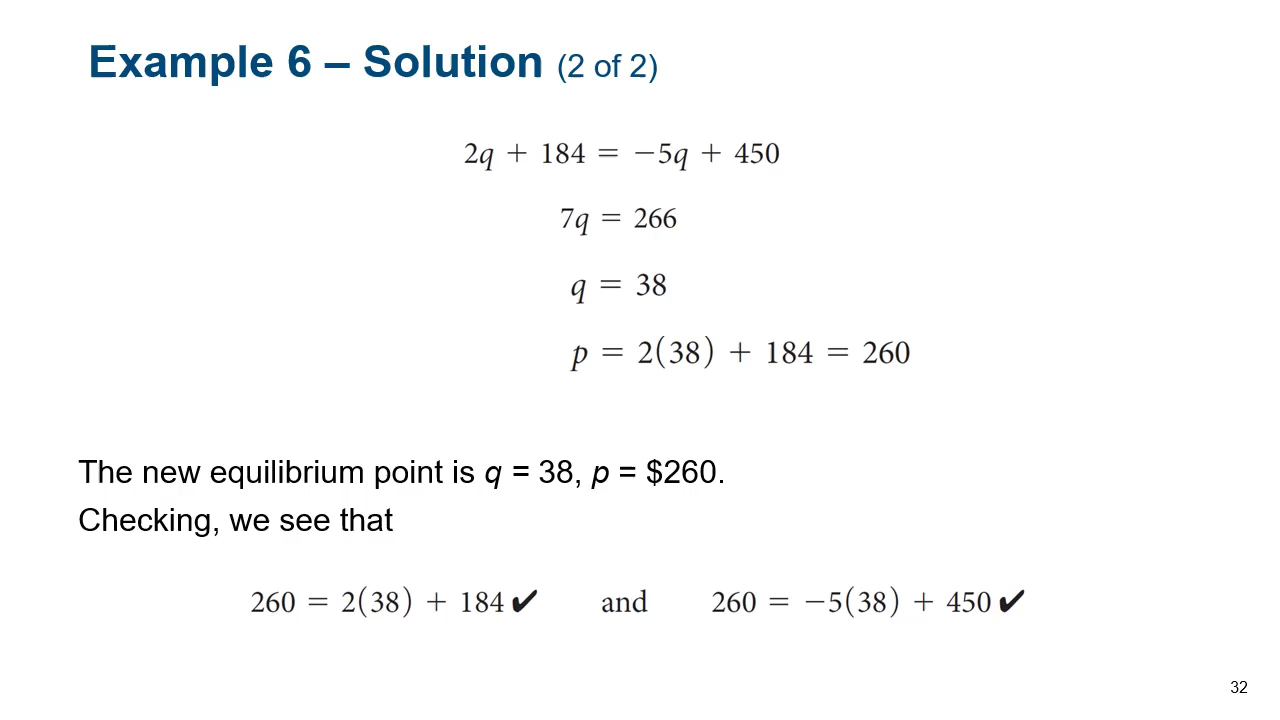 Example 6 – Solution (2 of 2)
2q + 184 = −5q + 450
7q = 266
q = 38
p = 2(38) + 184 = 260
The new equilibrium point is q = 38, p = $260.
Checking, we see that
260 = 2(38) + 184 ✔ and 260 = −5(38) + 450 ✔
32